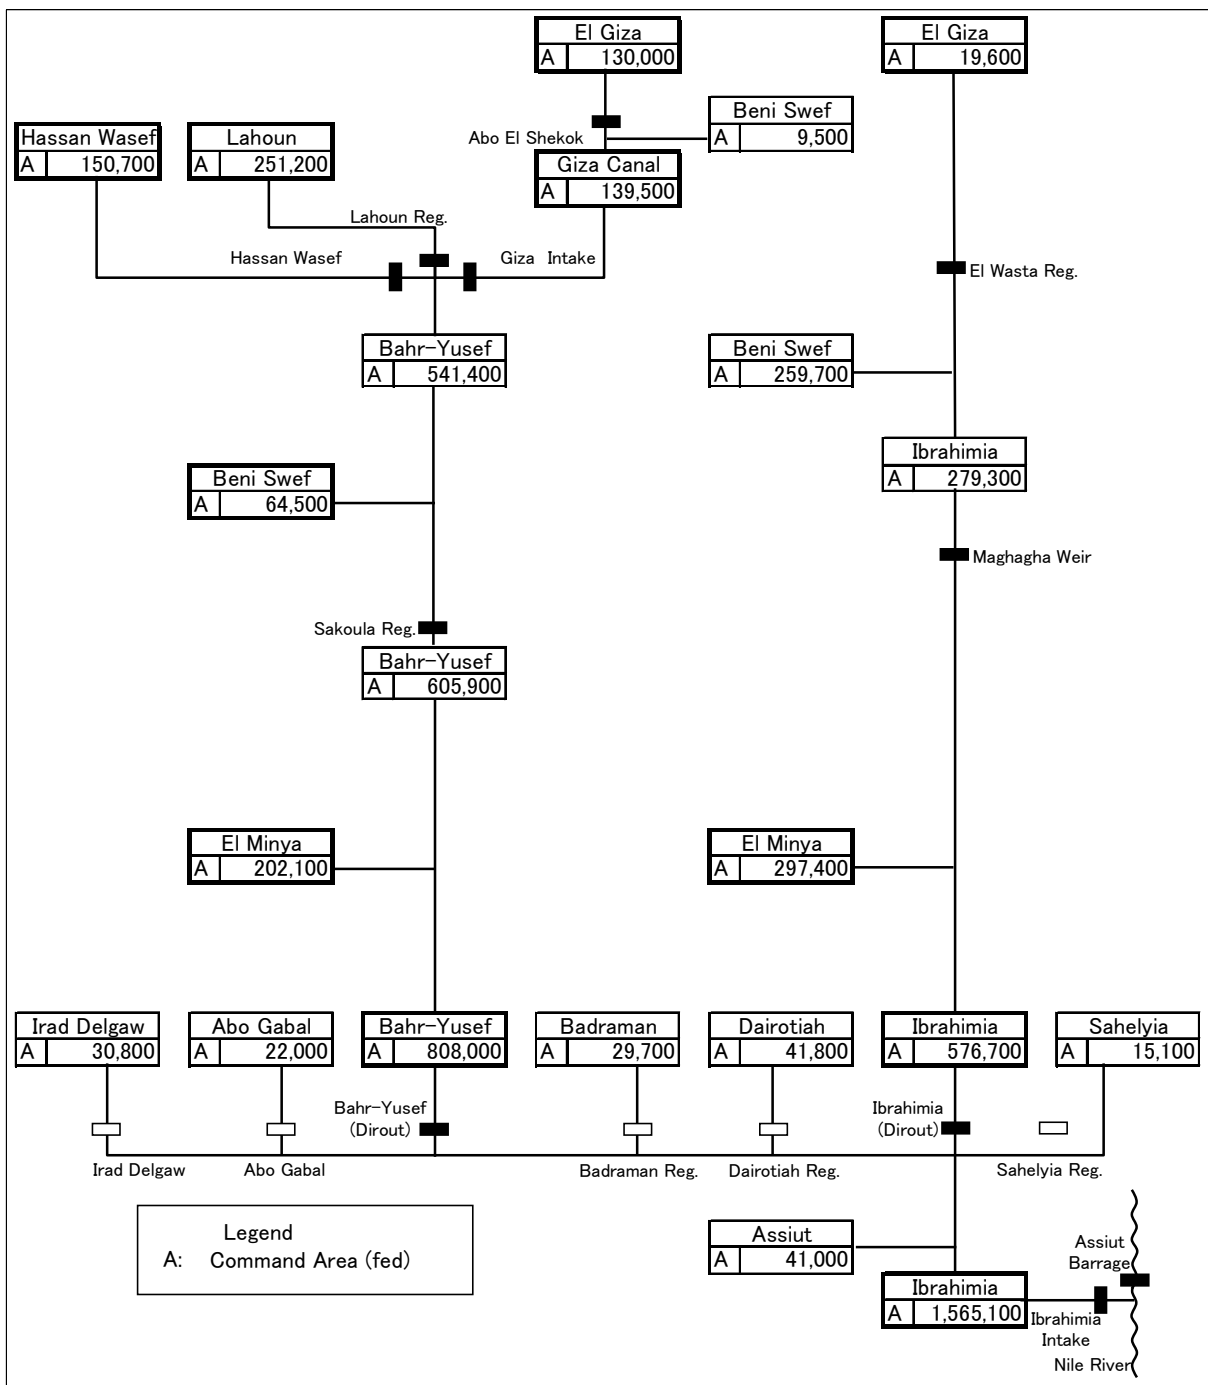 El Giza
A 130,000
El Giza
A 19,600
Beni Swef
A 9,500
Abo El Shekok
Hassan Wasef
A 150,700
Lahoun
A 251,200
Giza Canal
A 139,500
Lahoun Reg.
Hassan Wasef
Giza Intake
El Wasta Reg.
Bahr-Yusef
A 541,400
Beni Swef
A 259,700
Ibrahimia
A 279,300
Beni Swef
A 64,500
Maghagha Weir
Sakoula Reg.
Bahr-Yusef
A 605,900
El Minya
A 202,100
El Minya
A 297,400
Irad Delgaw
A 30,800
Abo Gabal
A 22,000
Bahr-Yusef
A 808,000
Badraman
A 29,700
Dairotiah
A 41,800
Ibrahimia
A 576,700
Sahelyia
A 15,100
Bahr-Yusef
(Dirout)
Ibrahimia
(Dirout)
Irad Delgaw
Abo Gabal
Badraman Reg.
Dairotiah Reg.
Sahelyia Reg.
Legend
A: Command Area (fed)
Assiut
A 41,000
Assiut
Barrage
Ibrahimia
A 1,565,100
Ibrahimia
Intake
Nile River